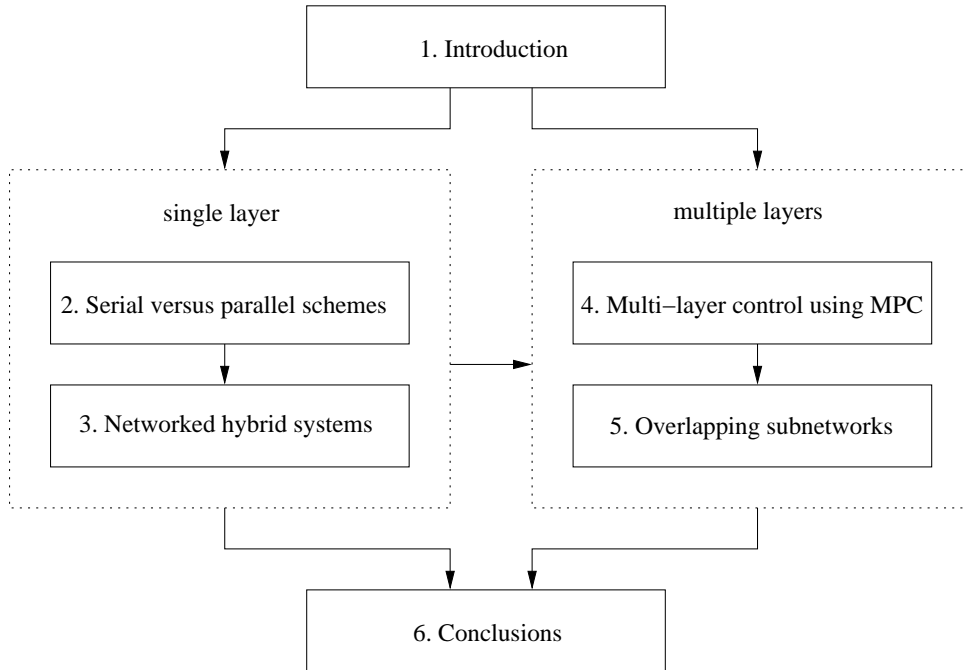 1. Introduction
single layer
2. Serial versus parallel schemes
3. Networked hybrid systems
multiple layers
4. Multi−layer control using MPC
5. Overlapping subnetworks
6. Conclusions